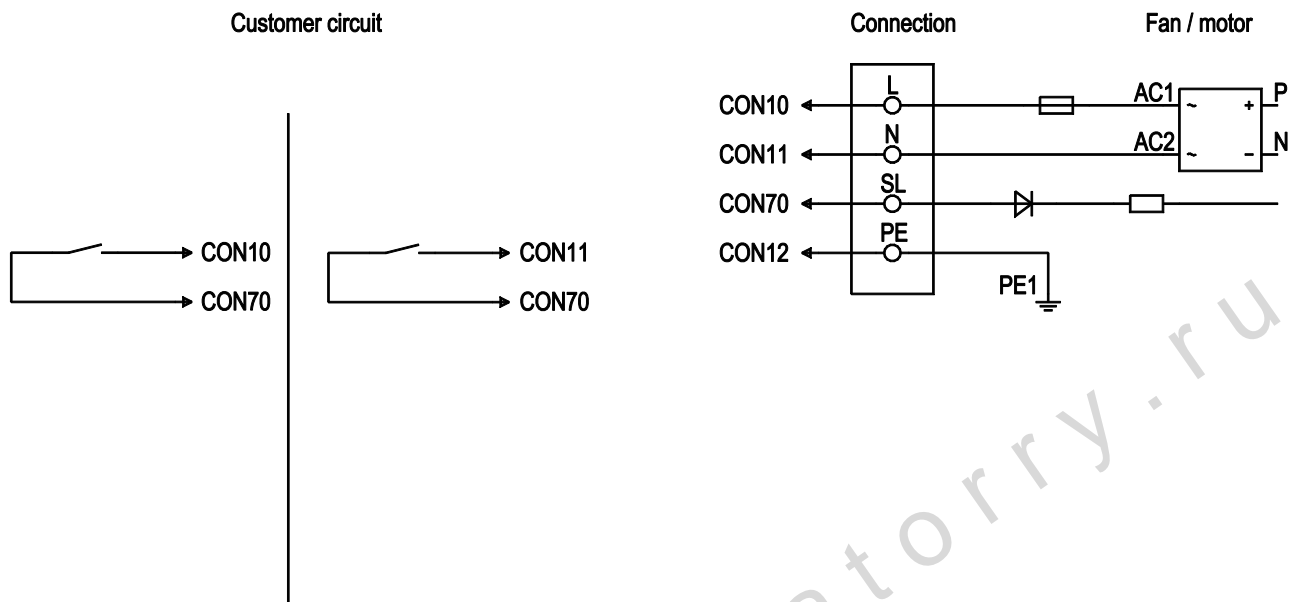 Customer circuit
Connection
Fan / motor
CON10
CON70
CON11
CON70
L
CON10
AC1
~
+
P
N
CON11
AC2
~
-
N
SL
CON70
PE
CON12
PE1
atorry.ru